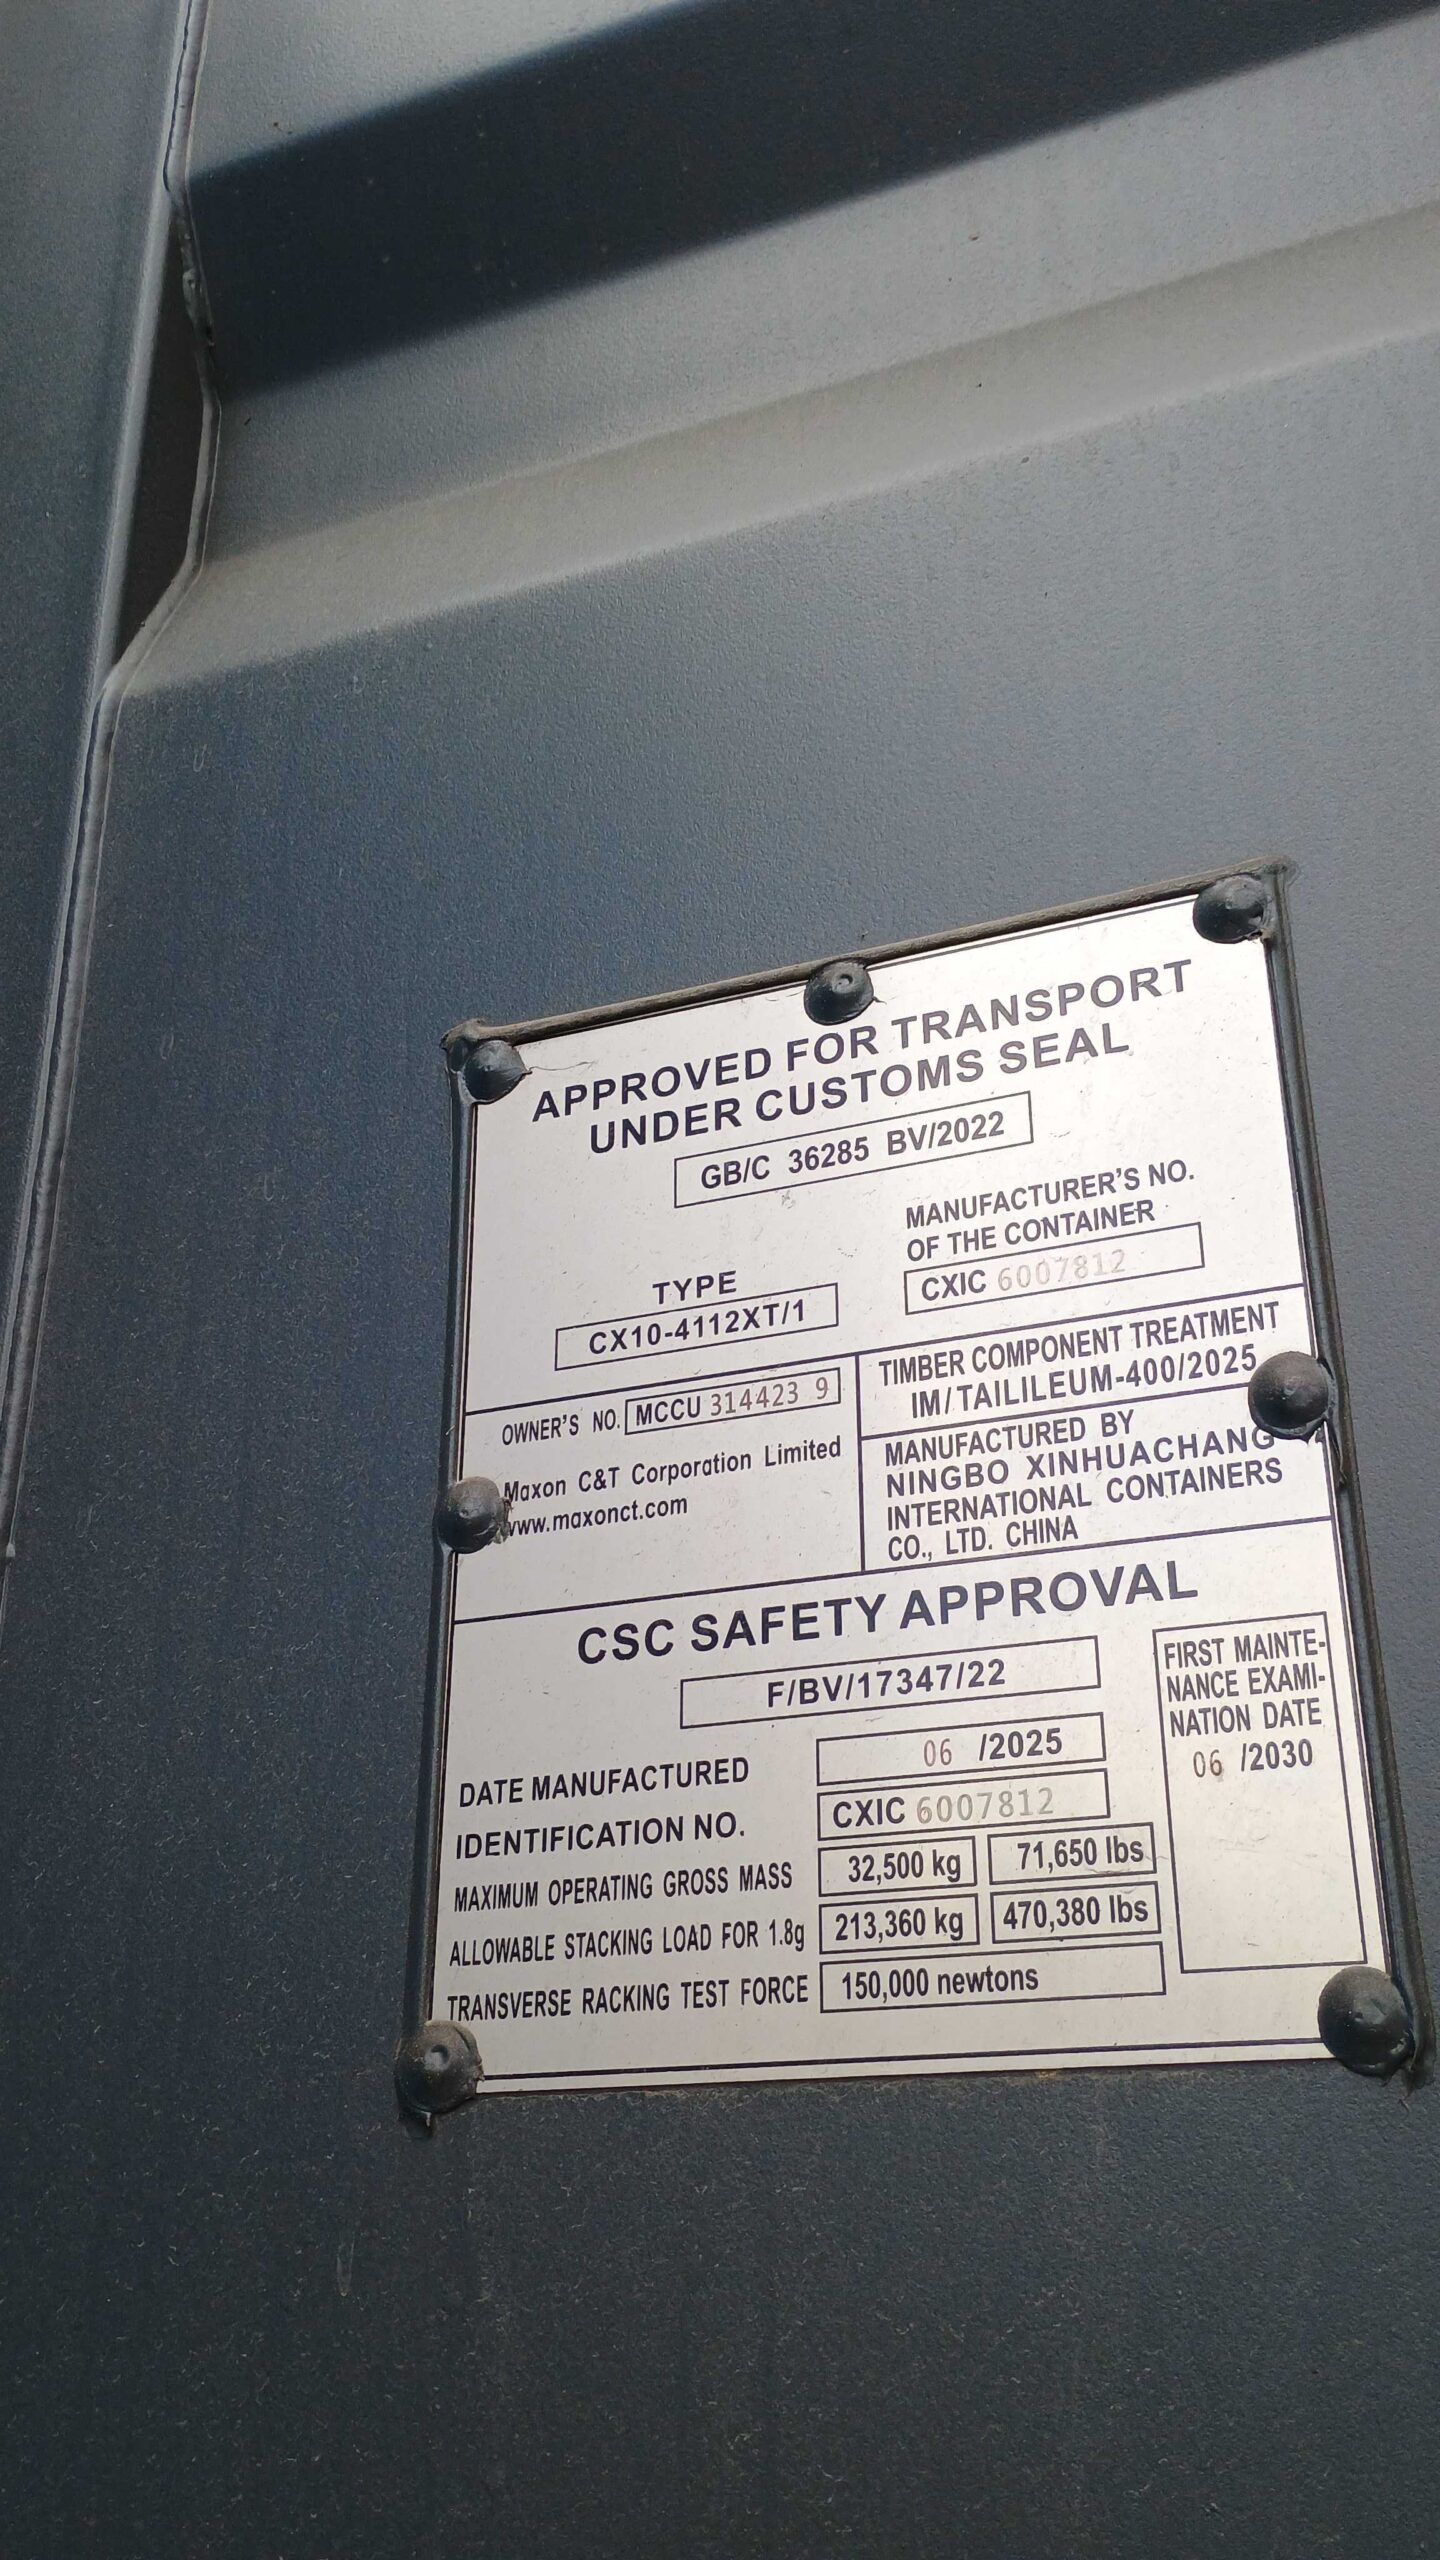 APPROVED FOR TRANSPORT
UNDER CUSTOMS SEAL
GB/C 36285 BV/2022
TYPE
CX10-4112XT/1
MANUFACTURER'S NO.
OF THE CONTAINER
CXIC 6007812
OWNER'S NO. MCCU 314423 9
Maxon C&T Corporation Limited
www.maxonct.com
TIMBER COMPONENT TREATMENT
IM/TAILILEUM-400/2025
MANUFACTURED BY
NINGBO XINHUACHANG
INTERNATIONAL CONTAINERS
CO., LTD. CHINA
CSC SAFETY APPROVAL
F/BV/17347/22
DATE MANUFACTURED 06 /2025
IDENTIFICATION NO. CXIC 6007812
MAXIMUM OPERATING GROSS MASS 32,500 kg 71,650 lbs
ALLOWABLE STACKING LOAD FOR 1.8g 213,360 kg 470,380 lbs
TRANSVERSE RACKING TEST FORCE 150,000 newtons
FIRST MAINTE-
NANCE EXAMI-
NATION DATE
06 /2030